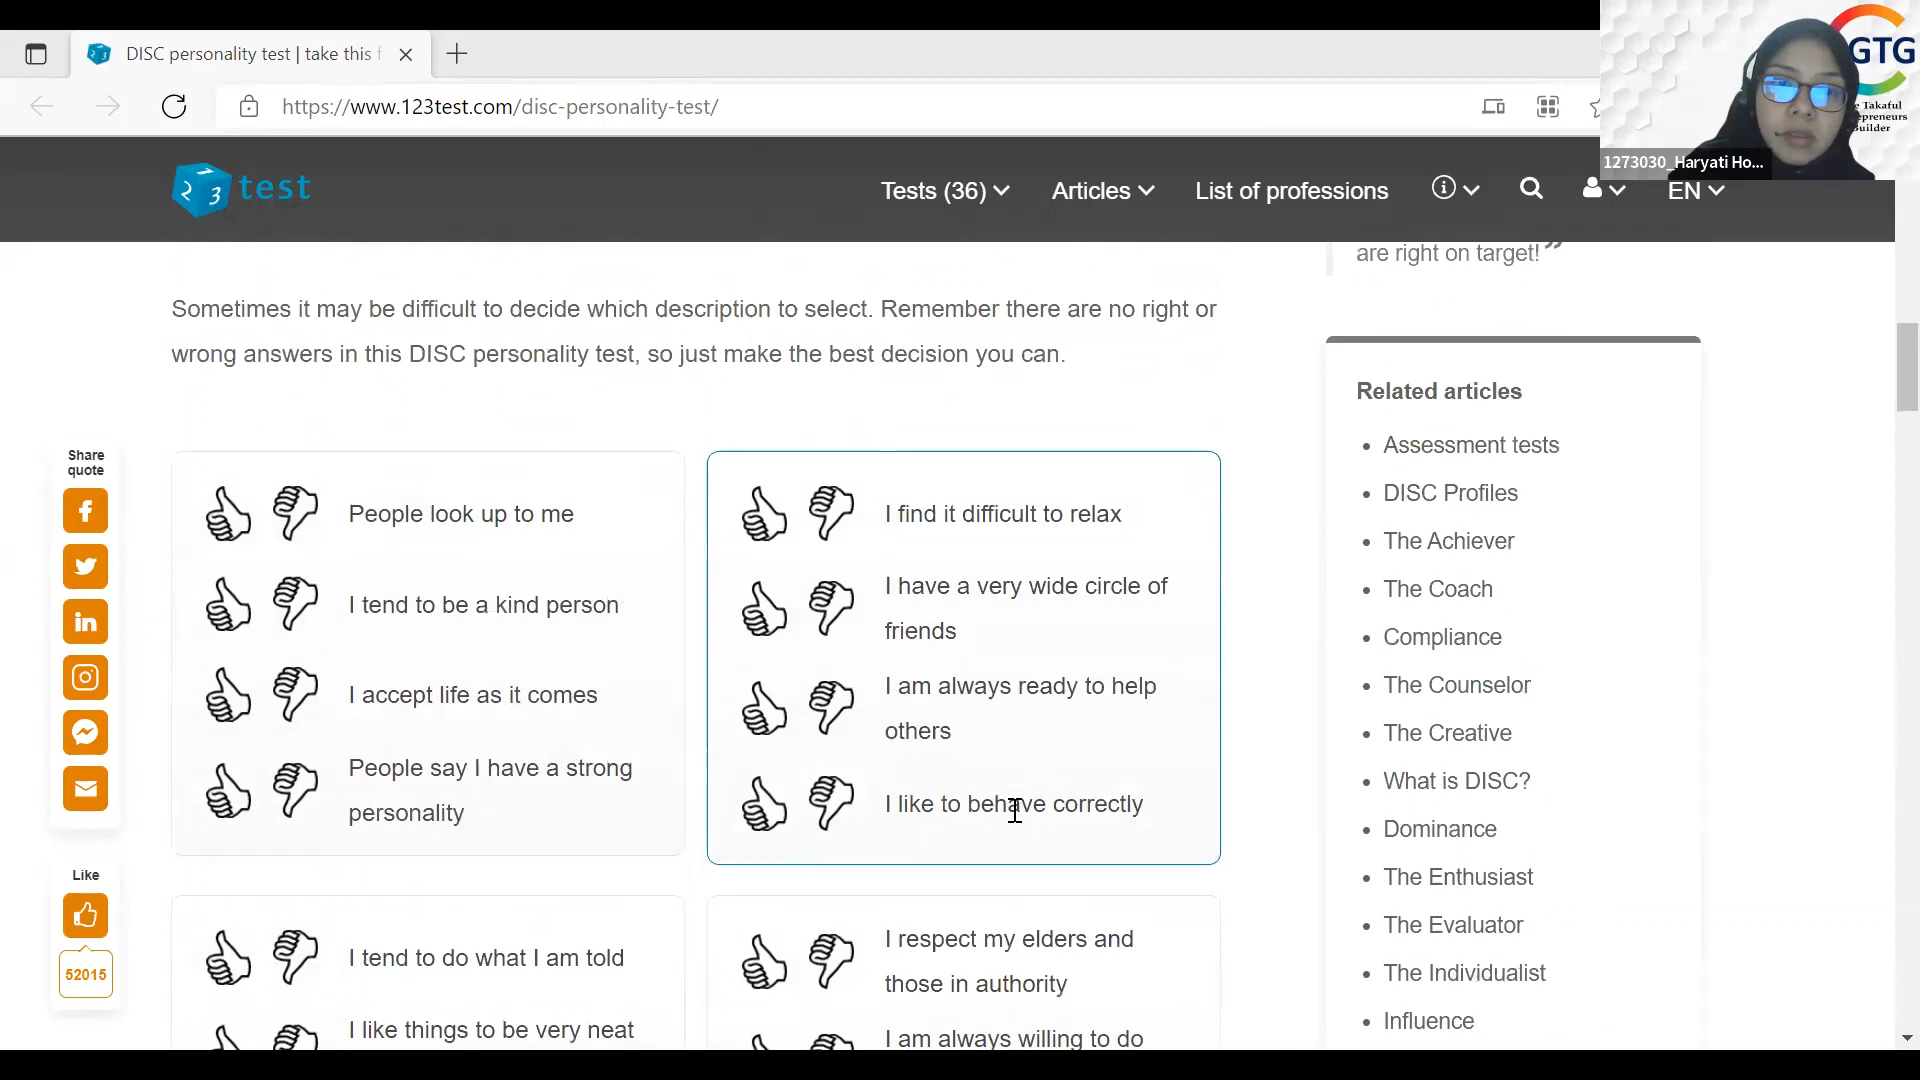 DISC personality test | take this f
https://www.123test.com/disc-personality-test/
GTG
Takaful
Builder
1273030_Haryati Ho...
123 test
Tests (36)
Articles
List of professions
EN
are right on target!”
Sometimes it may be difficult to decide which description to select. Remember there are no right or
wrong answers in this DISC personality test, so just make the best decision you can.
Share
quote
Like
52015
People look up to me
I tend to be a kind person
I accept life as it comes
People say I have a strong
personality
I find it difficult to relax
I have a very wide circle of
friends
I am always ready to help
others
I like to behave correctly
I tend to do what I am told
I like things to be very neat
I respect my elders and
those in authority
I am always willing to do
Related articles
Assessment tests
DISC Profiles
The Achiever
The Coach
Compliance
The Counselor
The Creative
What is DISC?
Dominance
The Enthusiast
The Evaluator
The Individualist
Influence